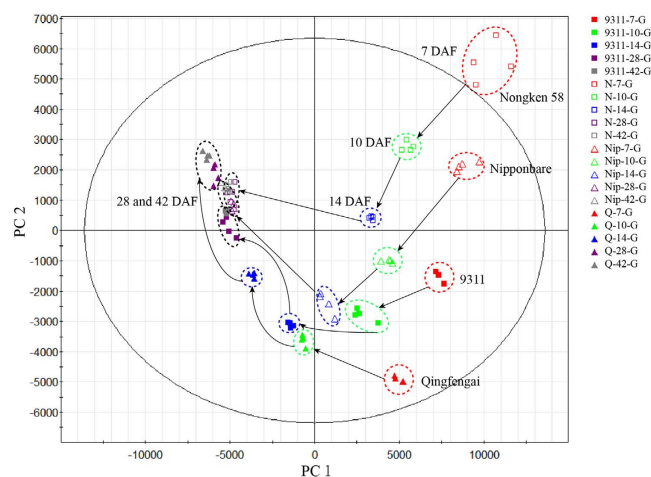 7000
6000
5000
4000
3000
2000
1000
0
-1000
-2000
-3000
-4000
-5000
-6000
PC 2
-10000
-5000
0
5000
10000
PC 1
7 DAF
Nongken 58
10 DAF
Nipponbare
28 and 42 DAF
14 DAF
9311
Qingfengai
9311-7-G
9311-10-G
9311-14-G
9311-28-G
9311-42-G
N-7-G
N-10-G
N-14-G
N-28-G
N-42-G
Nip-7-G
Nip-10-G
Nip-14-G
Nip-28-G
Nip-42-G
Q-7-G
Q-10-G
Q-14-G
Q-28-G
Q-42-G